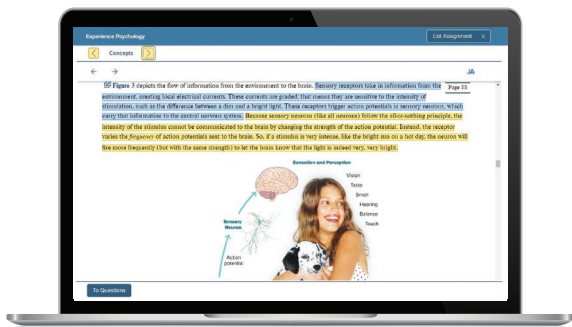 Experience Psychology
Exit Assignment X
< Concepts >
← → AA
Figure 3 depicts the flow of information from the environment to the brain. Sensory receptors take in information from the Page 88
environment, creating local electrical currents. These currents are graded; that means they are sensitive to the intensity of
stimulation, such as the difference between a dim and a bright light. These receptors trigger action potentials in sensory neurons, which
carry that information to the central nervous system. Because sensory neurons (like all neurons) follow the all-or-nothing principle, the
intensity of the stimulus cannot be communicated to the brain by changing the strength of the action potential. Instead, the receptor
varies the frequency of action potentials sent to the brain. So, if a stimulus is very intense, like the bright sun on a hot day, the neuron will
fire more frequently (but with the same strength) to let the brain know that the light is indeed very, very bright.
Sensation and Perception
Vision
Taste
Smell
Hearing
Balance
Touch
Sensory
Neurons
Action
potential
To Questions